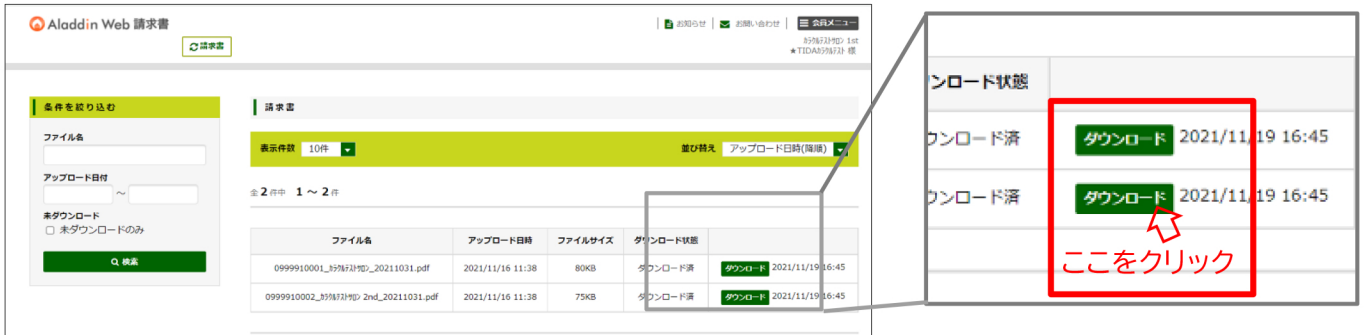 Aladdin Web 請求書
お知らせ
お問い合わせ
会員メニュー
請求書
ｶﾗｸﾙﾃｽﾄｻﾛﾝ 1st
★TIDAｶﾗｸﾙﾃｽﾄ 様
条件を絞り込む
ファイル名
アップロード日付
～
未ダウンロード
未ダウンロードのみ
検索
請求書
表示件数 10件
並び替え アップロード日時(降順)
全 2 件中 1 ～ 2 件
ファイル名 アップロード日時 ファイルサイズ ダウンロード状態
0999910001_ｶﾗｸﾙﾃｽﾄｻﾛﾝ_20211031.pdf 2021/11/16 11:38 80KB ダウンロード済 ダウンロード 2021/11/19 16:45
0999910002_ｶﾗｸﾙﾃｽﾄｻﾛﾝ 2nd_20211031.pdf 2021/11/16 11:38 75KB ダウンロード済 ダウンロード 2021/11/19 16:45
ンロード状態
ウンロード済 ダウンロード 2021/11/19 16:45
ウンロード済 ダウンロード 2021/11/19 16:45
ここをクリック